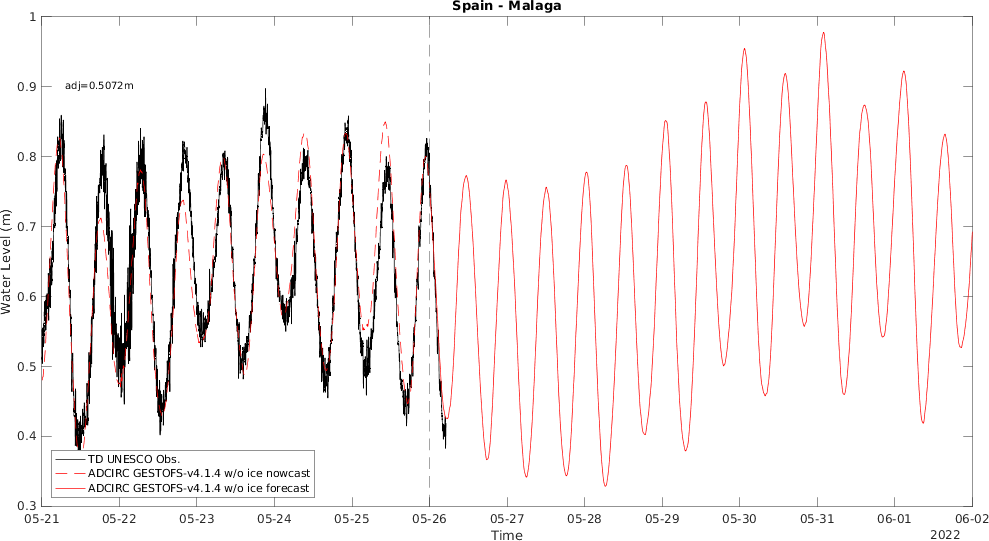 Spain - Malaga
1
0.9
0.8
0.7
0.6
0.5
0.4
0.3
Water Level (m)
adj=0.5072m
TD UNESCO Obs.
ADCIRC GESTOFS-v4.1.4 w/o ice nowcast
ADCIRC GESTOFS-v4.1.4 w/o ice forecast
05-21 05-22 05-23 05-24 05-25 05-26 05-27 05-28 05-29 05-30 05-31 06-01 06-02
Time
2022